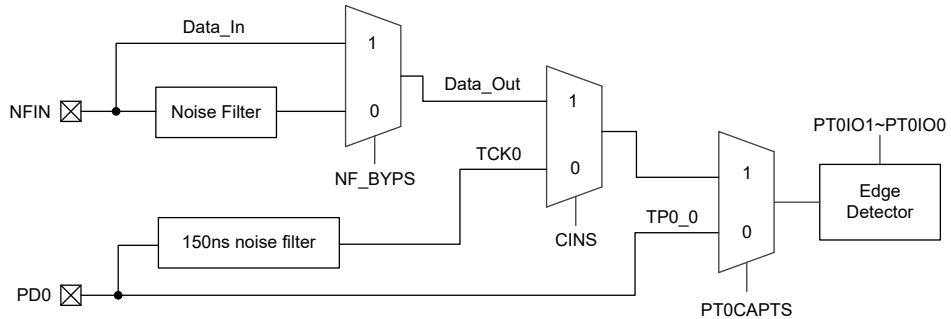 Data_In
1
Data_Out
NFIN
Noise Filter
0
1
PT0IO1~PT0IO0
NF_BYPS
TCK0
0
1
Edge
Detector
150ns noise filter
CINS
TP0_0
0
PD0
PT0CAPTS